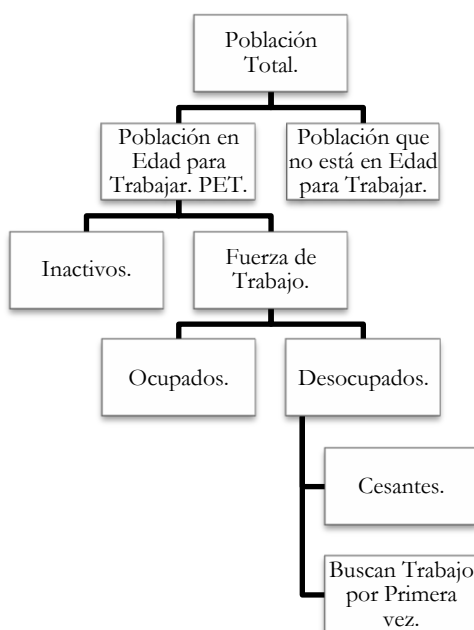 Población
Total.
Población en
Edad para
Trabajar. PET.
Población que
no está en Edad
para Trabajar.
Inactivos.
Fuerza de
Trabajo.
Ocupados.
Desocupados.
Cesantes.
Buscan Trabajo
por Primera
vez.